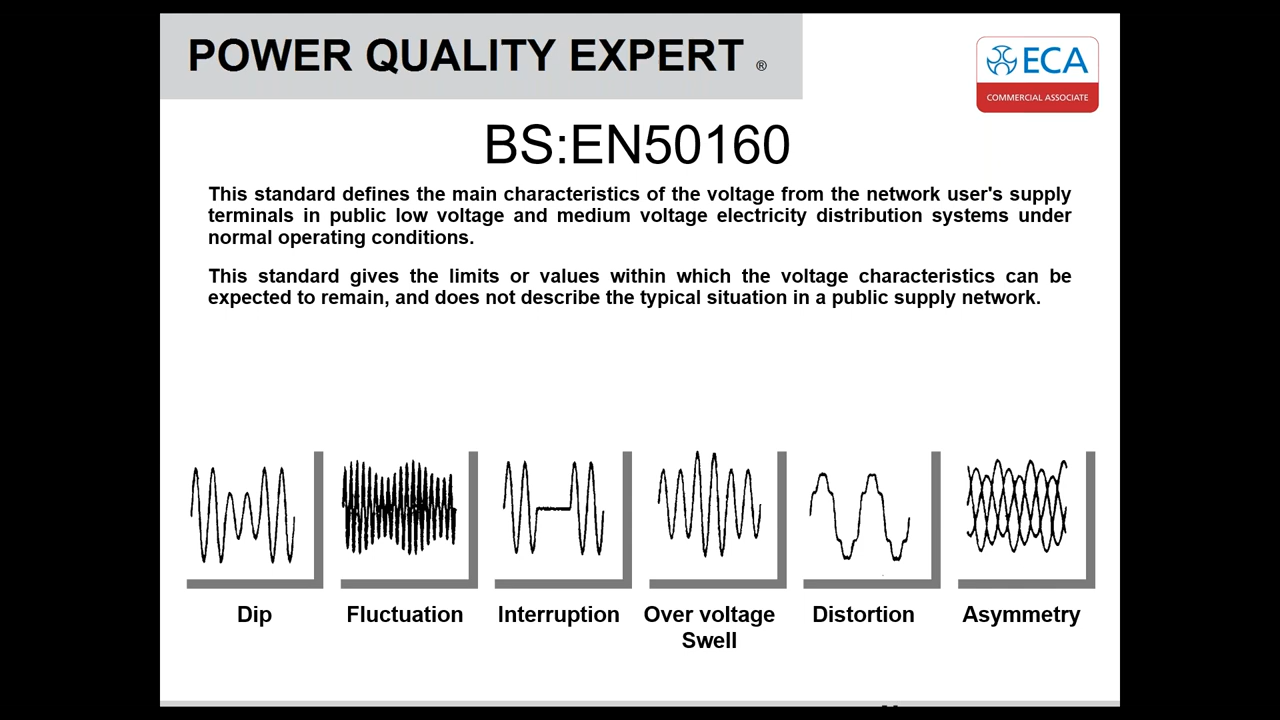 POWER QUALITY EXPERT ®
ECA
COMMERCIAL ASSOCIATE
BS:EN50160
This standard defines the main characteristics of the voltage from the network user's supply
terminals in public low voltage and medium voltage electricity distribution systems under
normal operating conditions.
This standard gives the limits or values within which the voltage characteristics can be
expected to remain, and does not describe the typical situation in a public supply network.
Dip
Fluctuation
Interruption
Over voltage
Swell
Distortion
Asymmetry